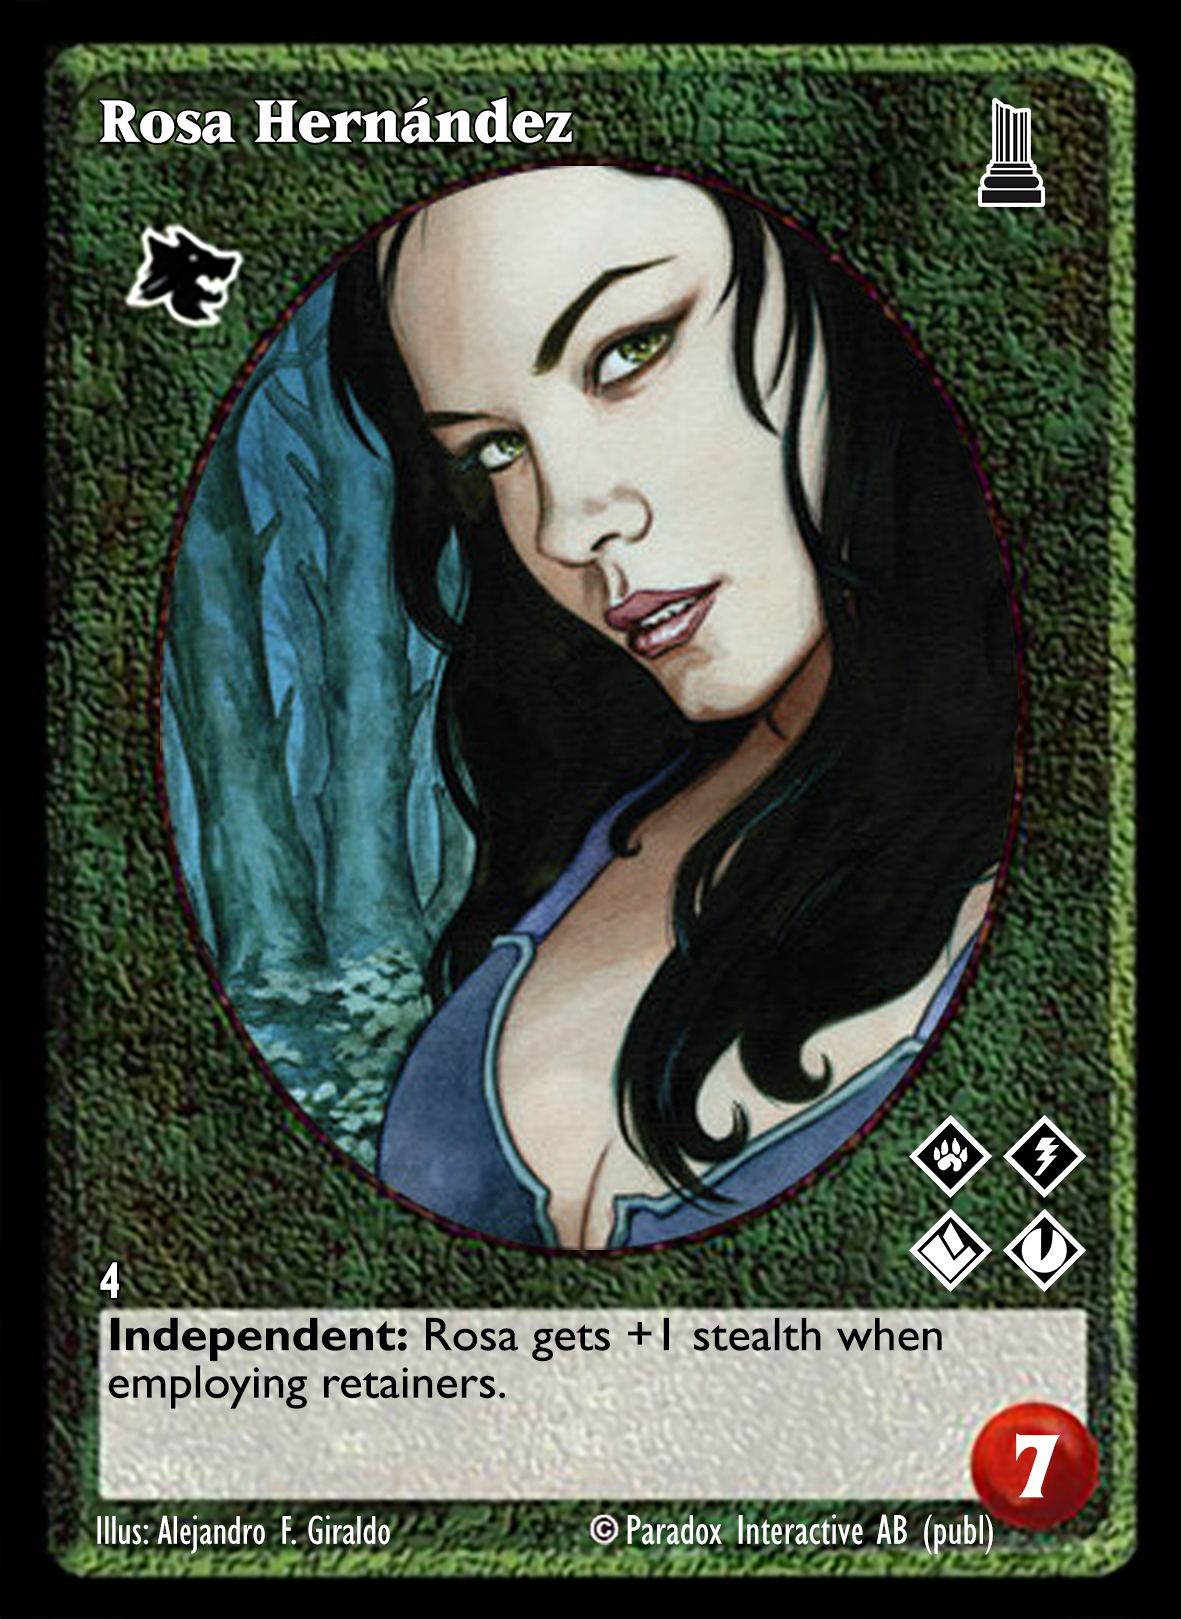 Rosa Hernández
4
Independent: Rosa gets +1 stealth when
employing retainers.
7
Illus: Alejandro F. Giraldo
© Paradox Interactive AB (publ)